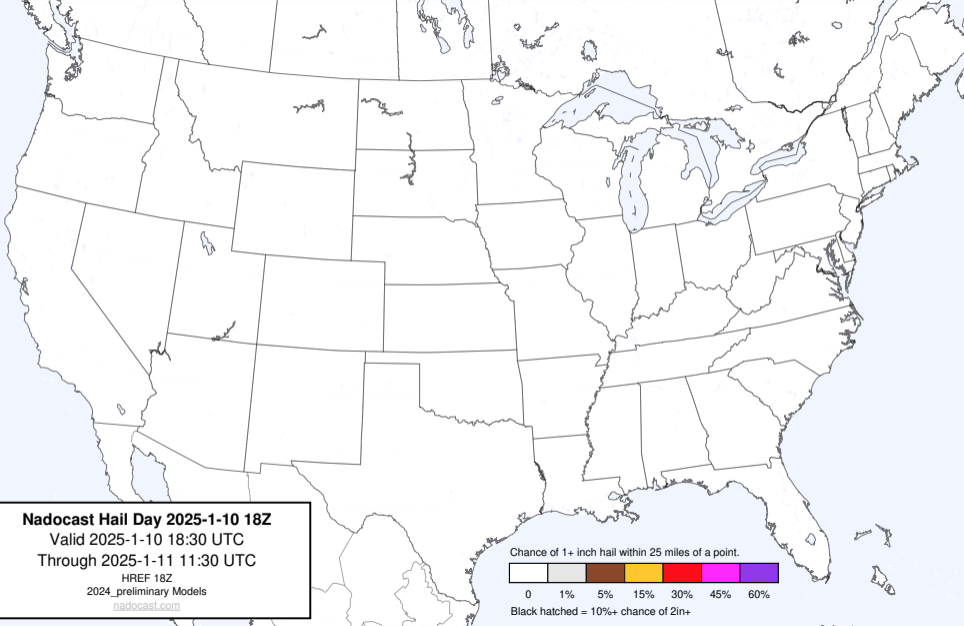 Nadocast Hail Day 2025-1-10 18Z
Valid 2025-1-10 18:30 UTC
Through 2025-1-11 11:30 UTC
HREF 18Z
2024_preliminary Models
nadocast.com
Chance of 1+ inch hail within 25 miles of a point.
0 1% 5% 15% 30% 45% 60%
Black hatched = 10%+ chance of 2in+